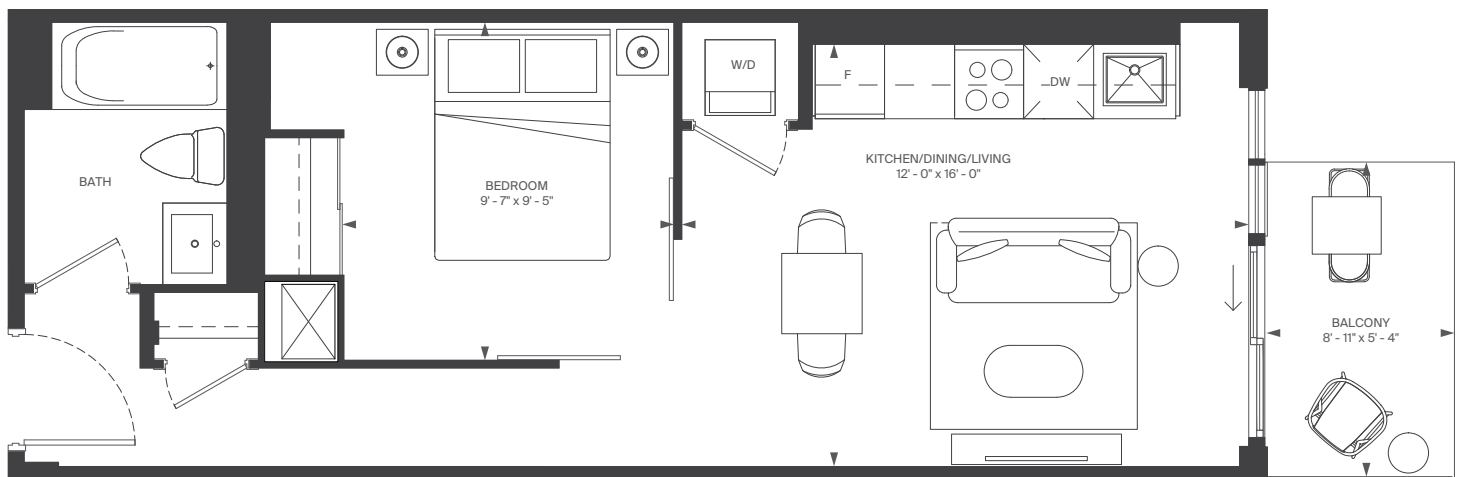 W/D
F
DW
KITCHEN/DINING/LIVING
12' - 0" x 16' - 0"
BATH
BEDROOM
9' - 7" x 9' - 5"
BALCONY
8' - 11" x 5' - 4"